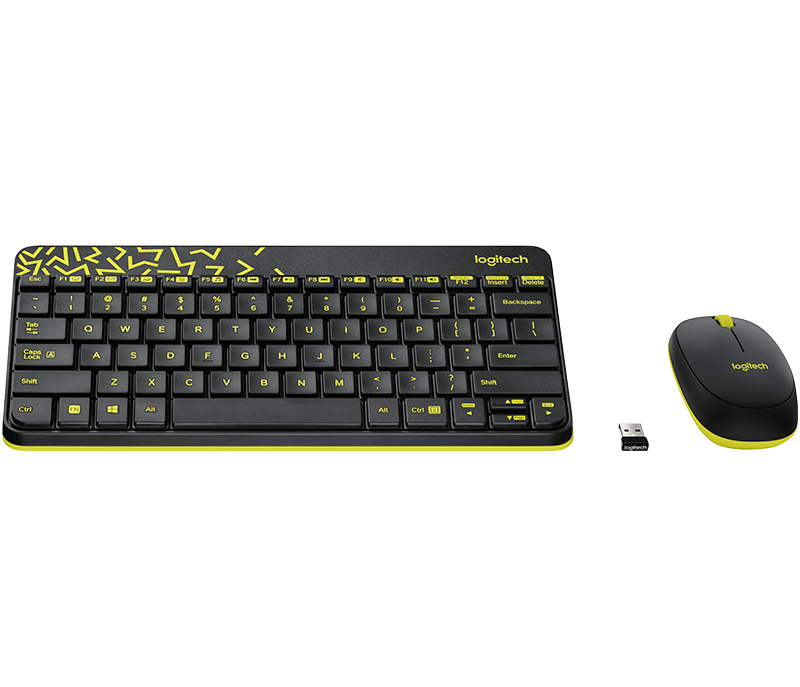 logitech
Esc F1 F2 F3 F4 F5 F6 F7 F8 F9 F10 F11 F12 Insert Delete
~ ! @ # $ % ^ & * ( ) — + Backspace
` 1 2 3 4 5 6 7 8 9 0 - =
Tab Q W E R T Y U I O P { } |
[ ] \
Caps Lock A S D F G H J K L : " Enter
; '
Shift Z X C V B N M < > ? Shift
, . /
Ctrl FN Alt Alt Ctrl
logitech
logitech